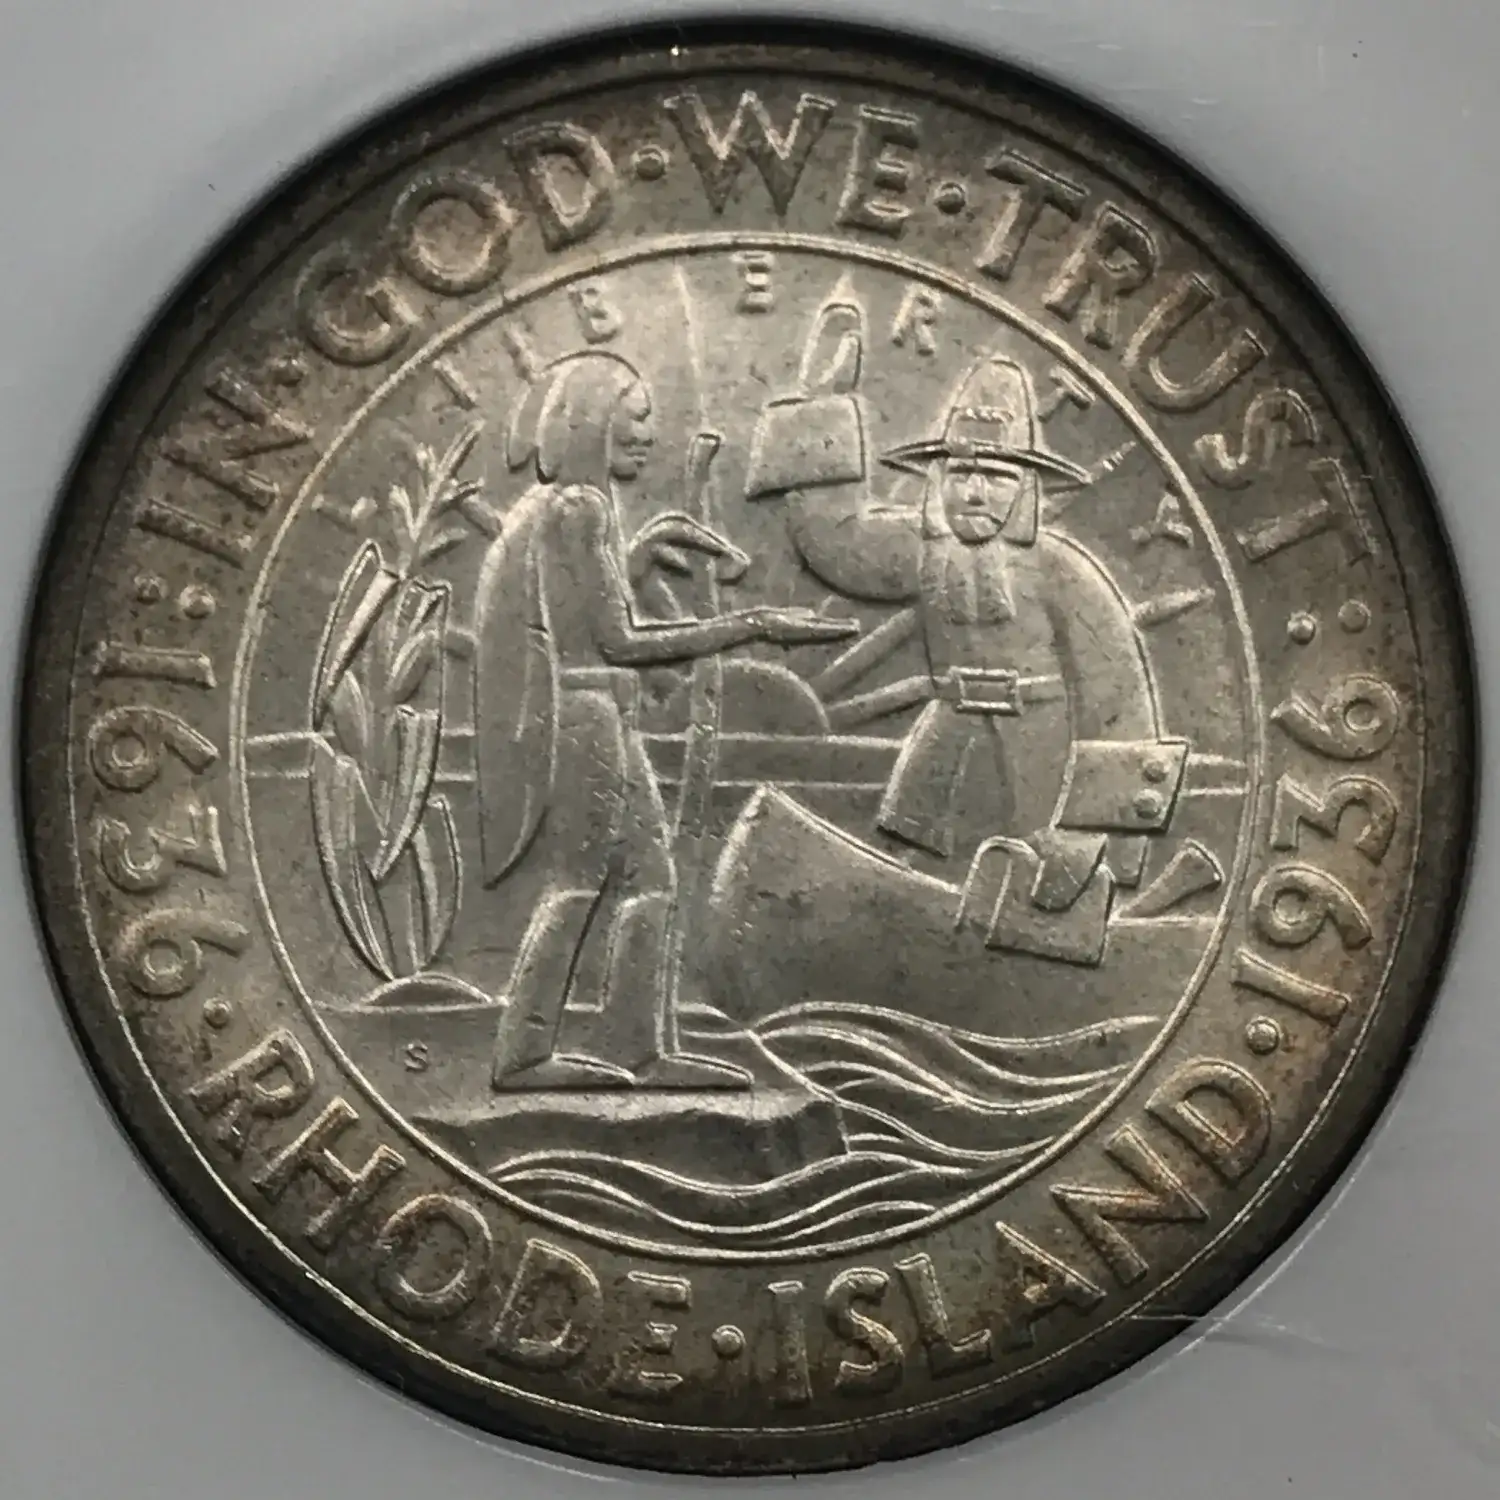 1636 : IN · GOD · WE · TRUST : 1936
RHODE · ISLAND
LIBERTY
S